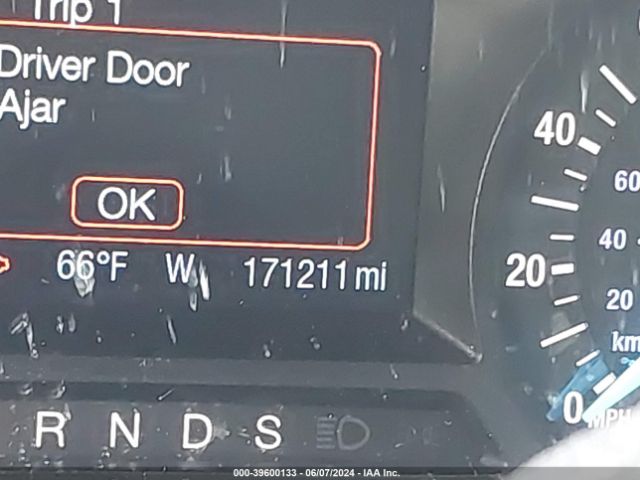 Trip 1
Driver Door
Ajar
OK
66°F W 171211 mi
R N D S
40
20
0
MPH
60
40
20
km
000-39600133 - 06/07/2024 - IAA Inc.